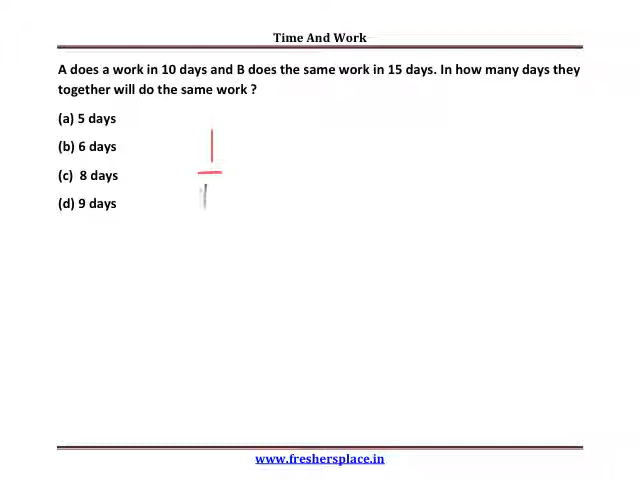 Time And Work
A does a work in 10 days and B does the same work in 15 days. In how many days they
together will do the same work ?
(a) 5 days
(b) 6 days
(c) 8 days
(d) 9 days
1
www.freshersplace.in